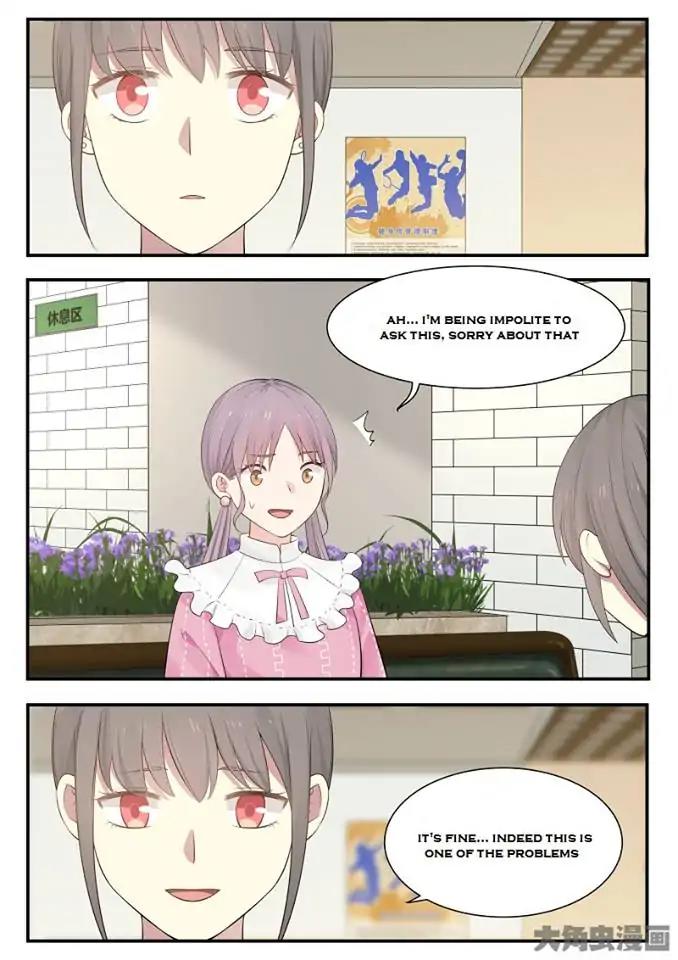 休息区
AH... I'M BEING IMPOLITE TO
ASK THIS, SORRY ABOUT THAT
IT'S FINE... INDEED THIS IS
ONE OF THE PROBLEMS
大角虫漫画